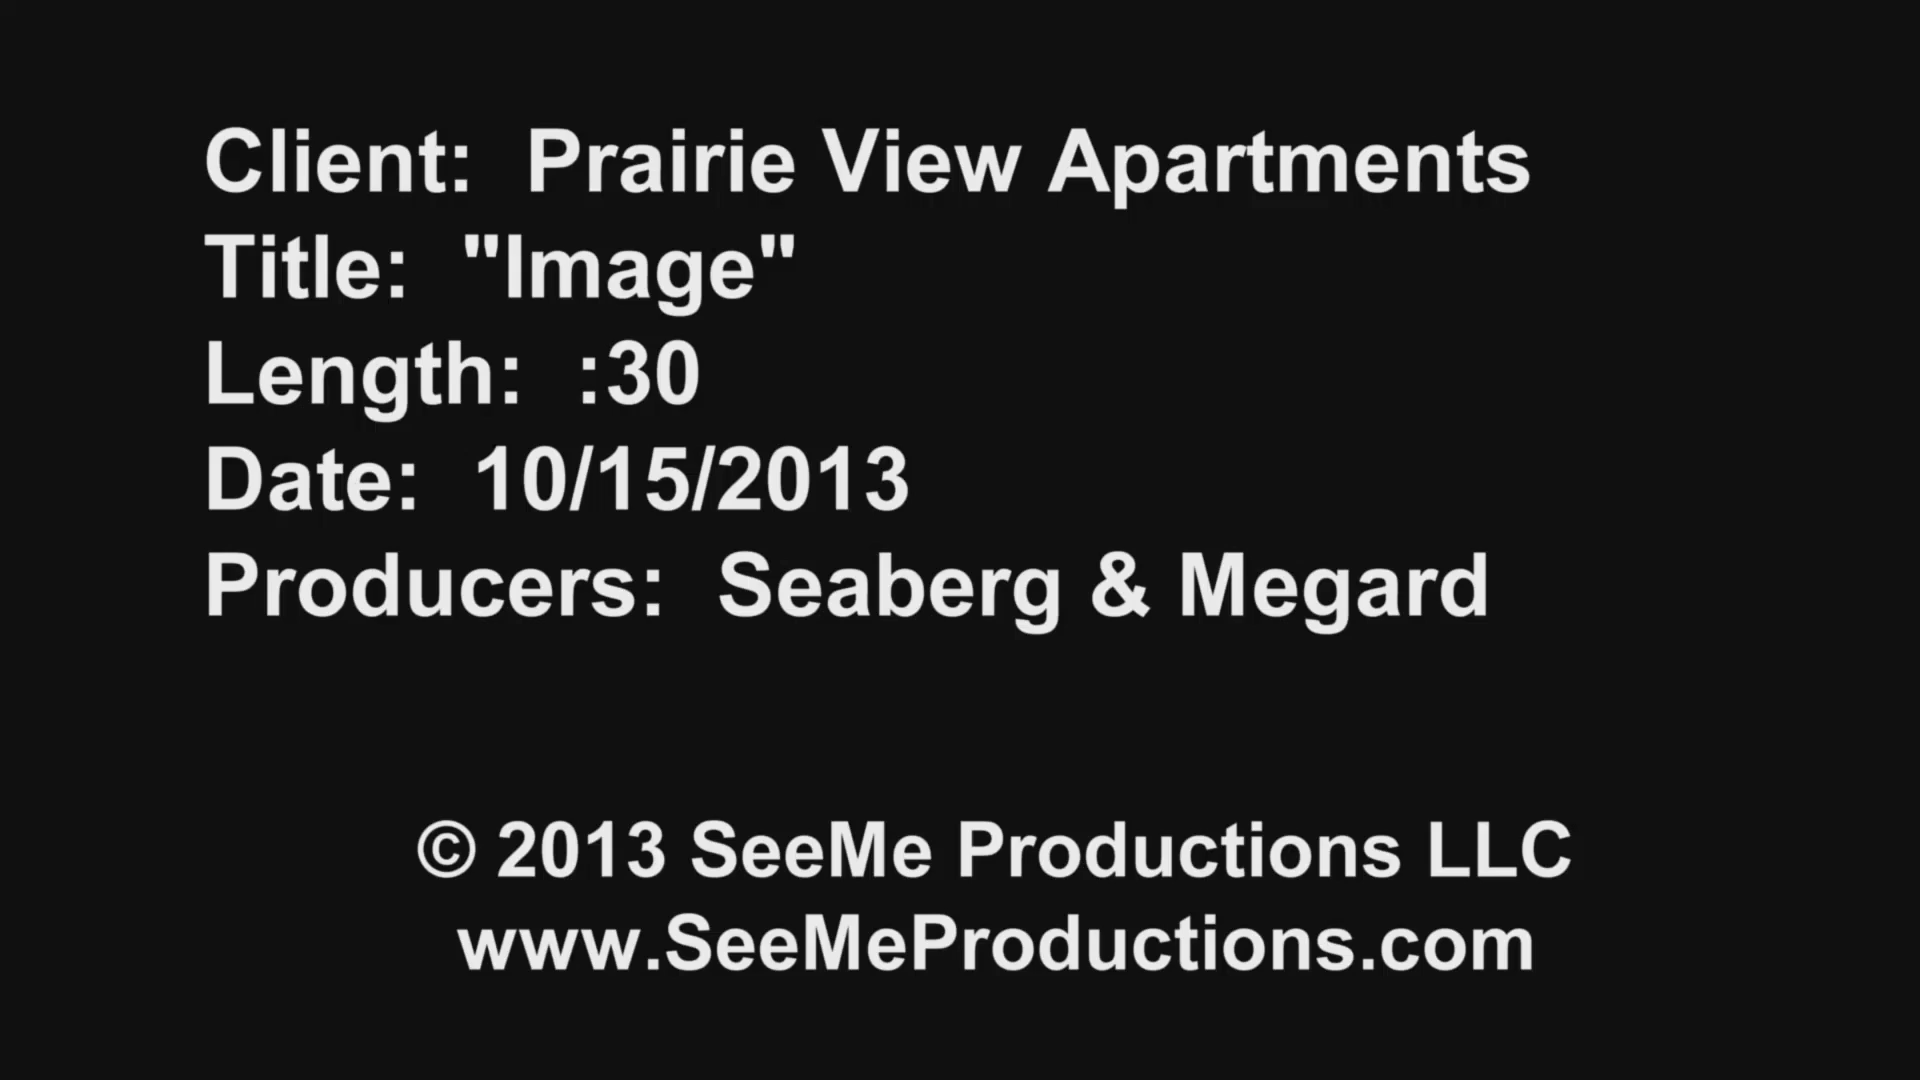 Client:  Prairie View Apartments
Title:  "Image"
Length:  :30
Date:  10/15/2013
Producers:  Seaberg & Megard
© 2013 SeeMe Productions LLC
www.SeeMeProductions.com